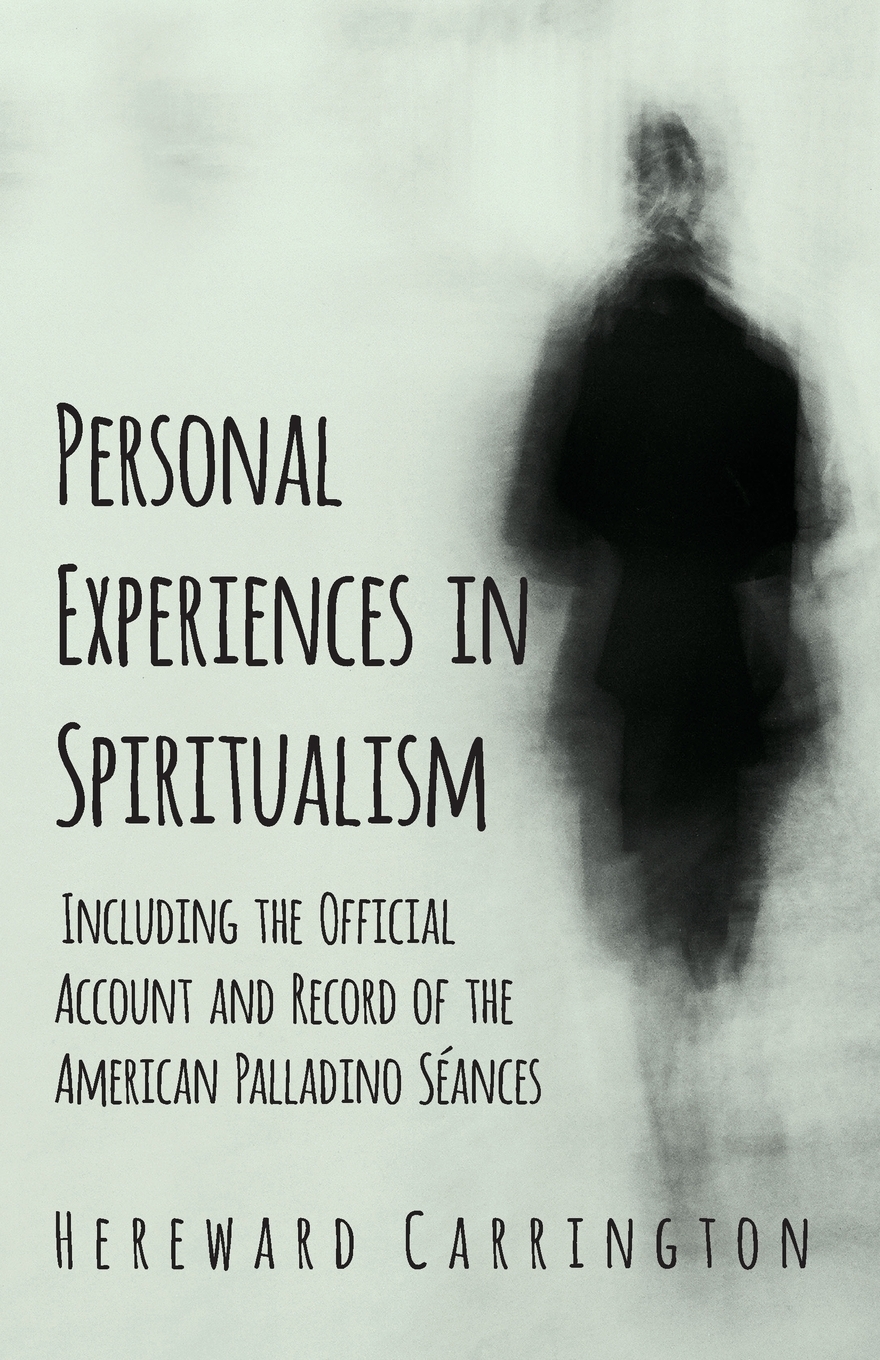 Personal
Experiences in
Spiritualism
Including the Official
Account and Record of the
American Palladino Séances
Hereward Carrington